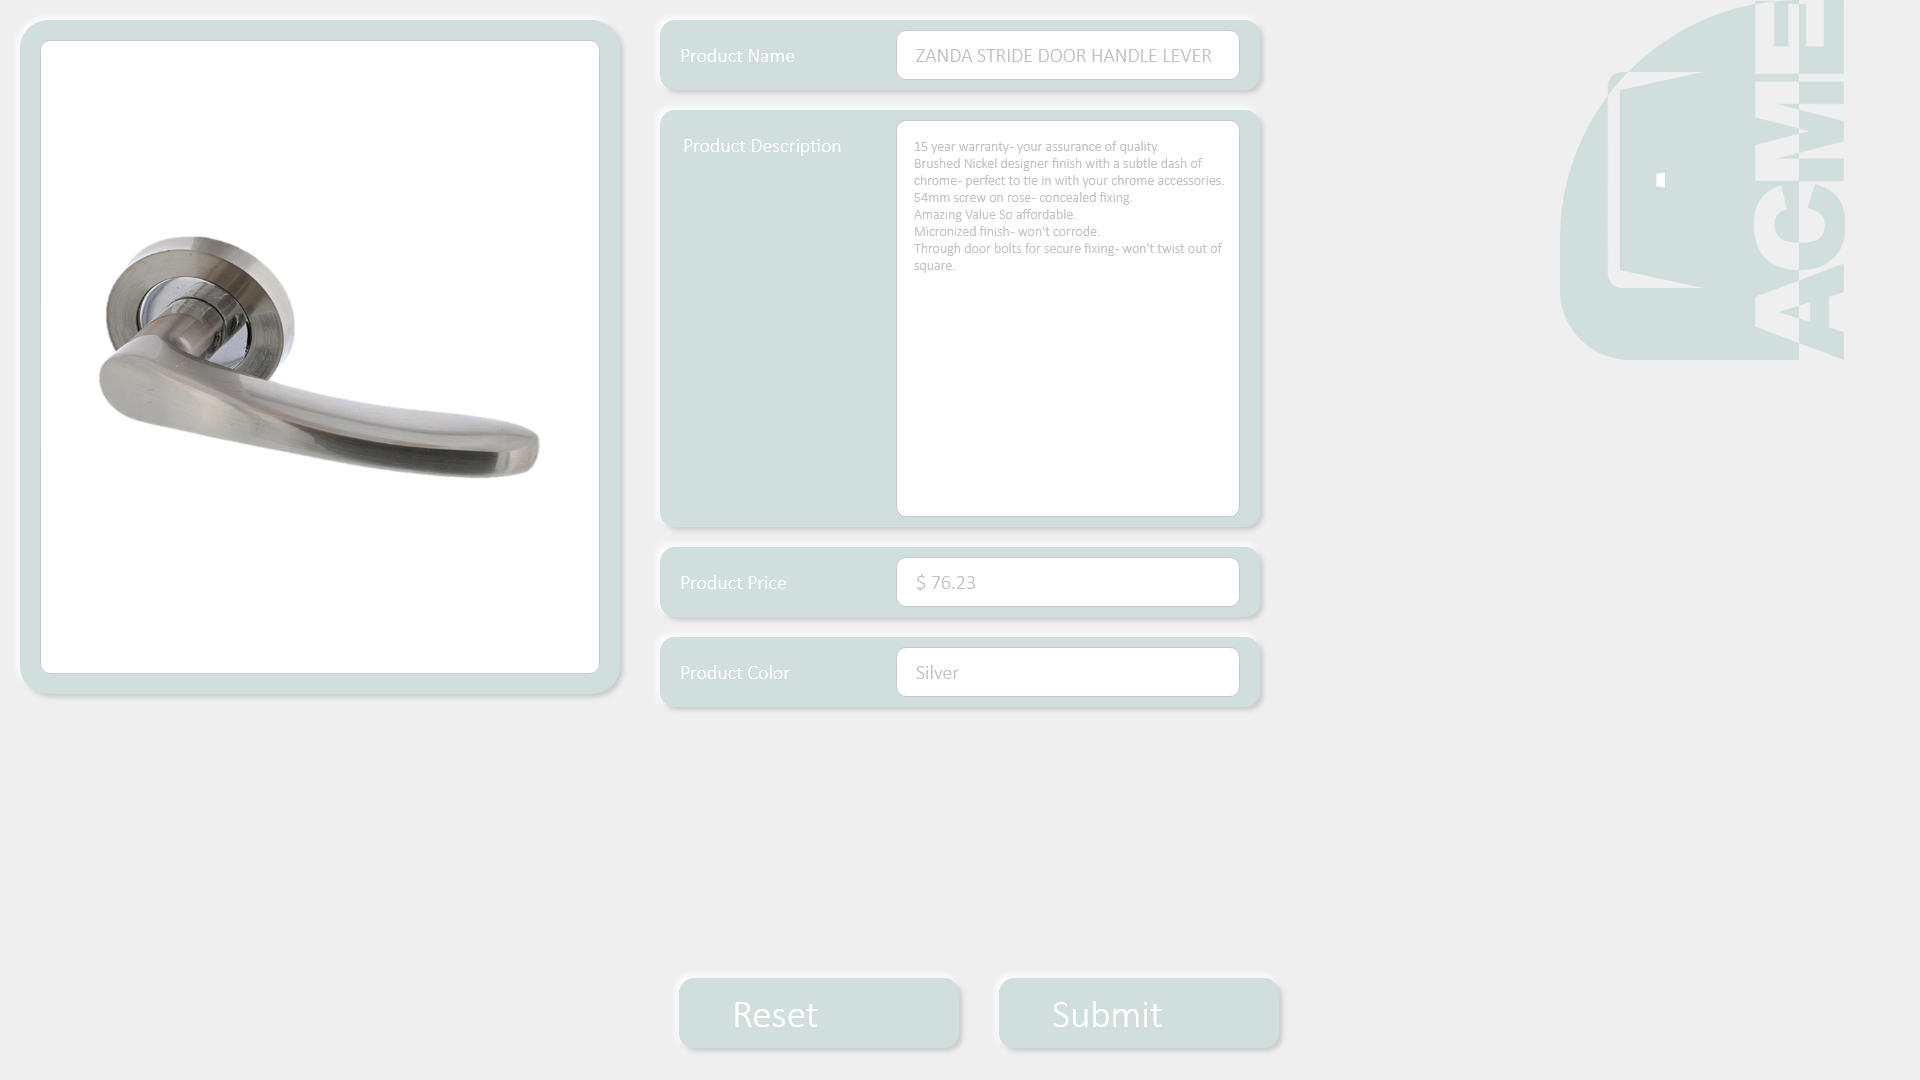 Product Name
ZANDA STRIDE DOOR HANDLE LEVER
Product Description
15 year warranty- your assurance of quality.
Brushed Nickel designer finish with a subtle dash of
chrome- perfect to tie in with your chrome accessories.
54mm screw on rose- concealed fixing.
Amazing Value So affordable.
Micronized finish- won't corrode.
Through door bolts for secure fixing- won't twist out of
square.
Product Price
$ 76.23
Product Color
Silver
Reset
Submit
ACME